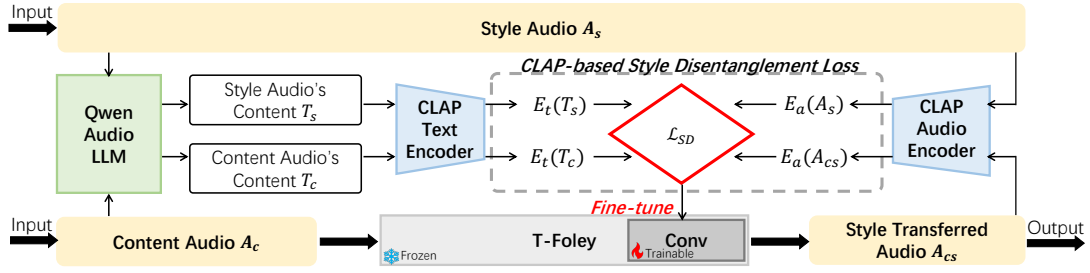 Input
Style Audio A_s
CLAP-based Style Disentanglement Loss
Qwen
Audio
LLM
Style Audio's
Content T_s
Content Audio's
Content T_c
CLAP
Text
Encoder
E_t(T_s)
E_t(T_c)
ℒ_SD
E_a(A_s)
E_a(A_cs)
CLAP
Audio
Encoder
Fine-tune
Input
Content Audio A_c
T-Foley
Frozen
Conv
Trainable
Style Transferred
Audio A_cs
Output